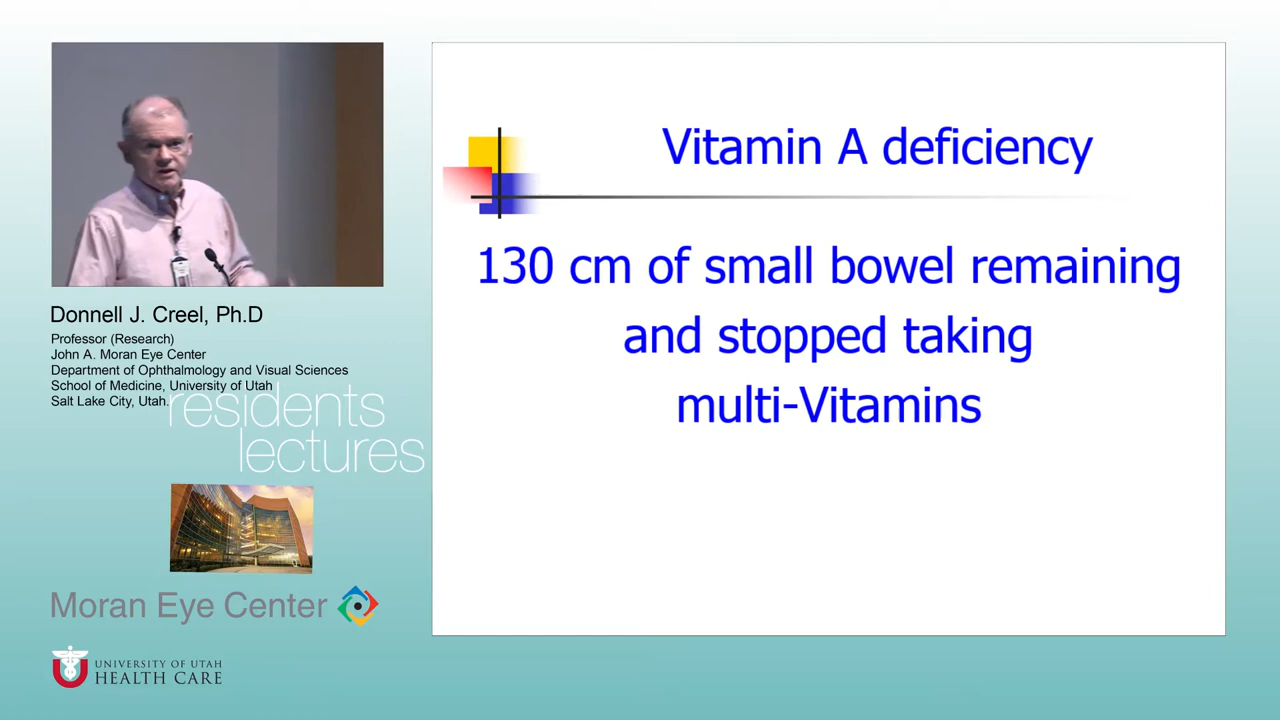 Donnell J. Creel, Ph.D
Professor (Research)
John A. Moran Eye Center
Department of Ophthalmology and Visual Sciences
School of Medicine, University of Utah
Salt Lake City, Utah.
residents
lectures
Moran Eye Center
UNIVERSITY OF UTAH
HEALTH CARE
Vitamin A deficiency
130 cm of small bowel remaining
and stopped taking
multi-Vitamins